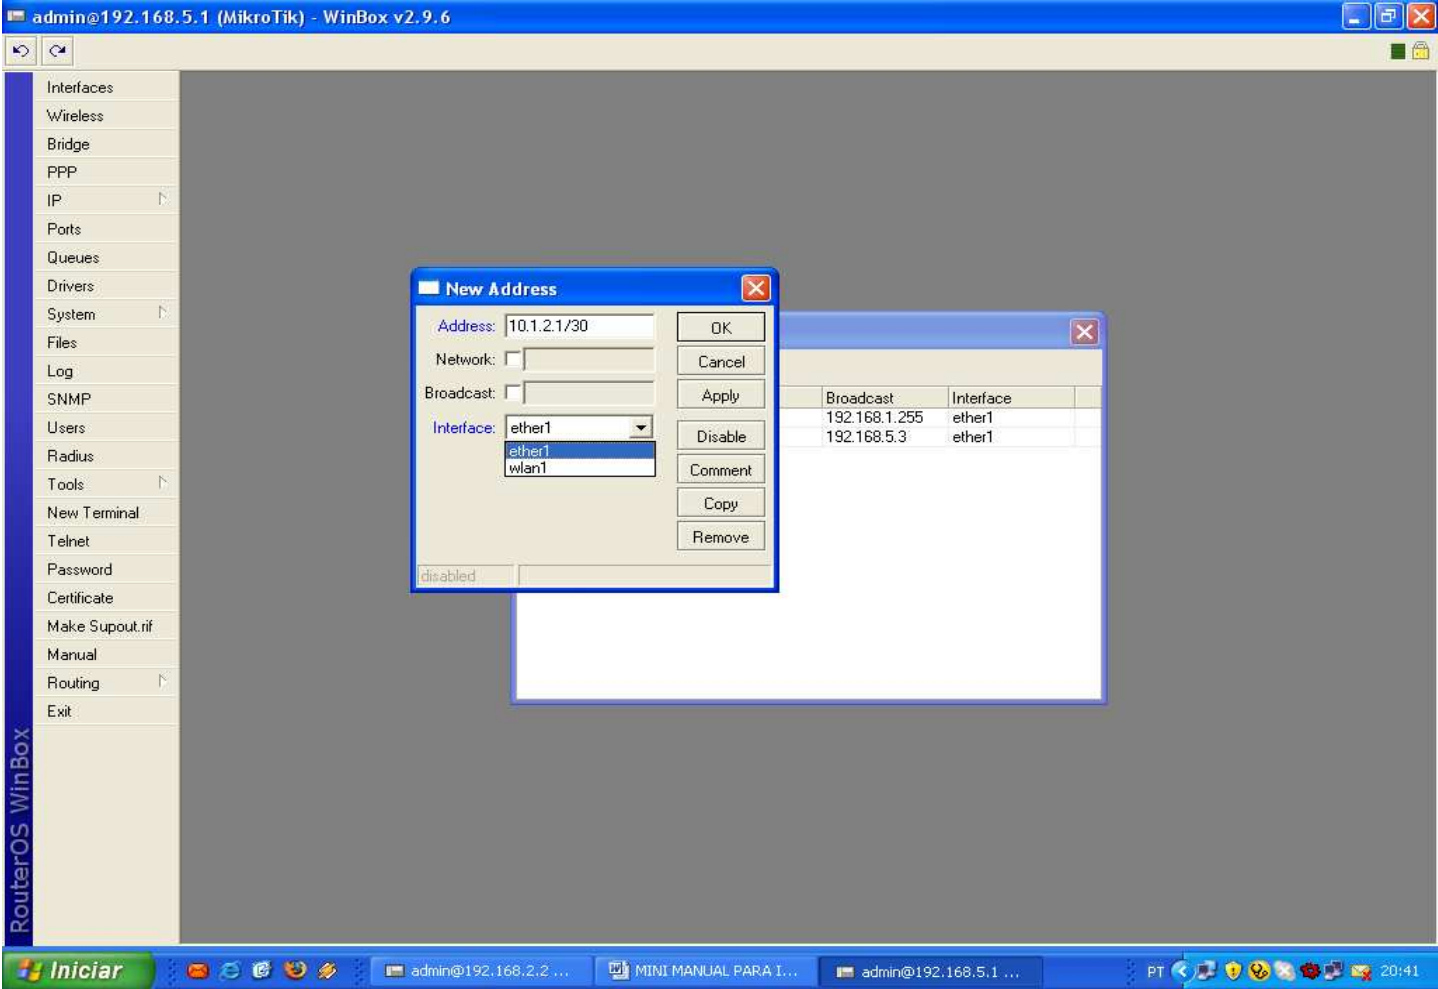 admin@192.168.5.1 (MikroTik) - WinBox v2.9.6
Interfaces
Wireless
Bridge
PPP
IP
Ports
Queues
Drivers
System
Files
Log
SNMP
Users
Radius
Tools
New Terminal
Telnet
Password
Certificate
Make Supout.rif
Manual
Routing
Exit
RouterOS WinBox
New Address
Address: 10.1.2.1/30
Network:
Broadcast:
Interface: ether1
ether1
wlan1
OK
Cancel
Apply
Disable
Comment
Copy
Remove
disabled
Broadcast Interface
192.168.1.255 ether1
192.168.5.3 ether1
Iniciar
admin@192.168.2.2 ...
MINI MANUAL PARA I...
admin@192.168.5.1 ...
PT
20:41